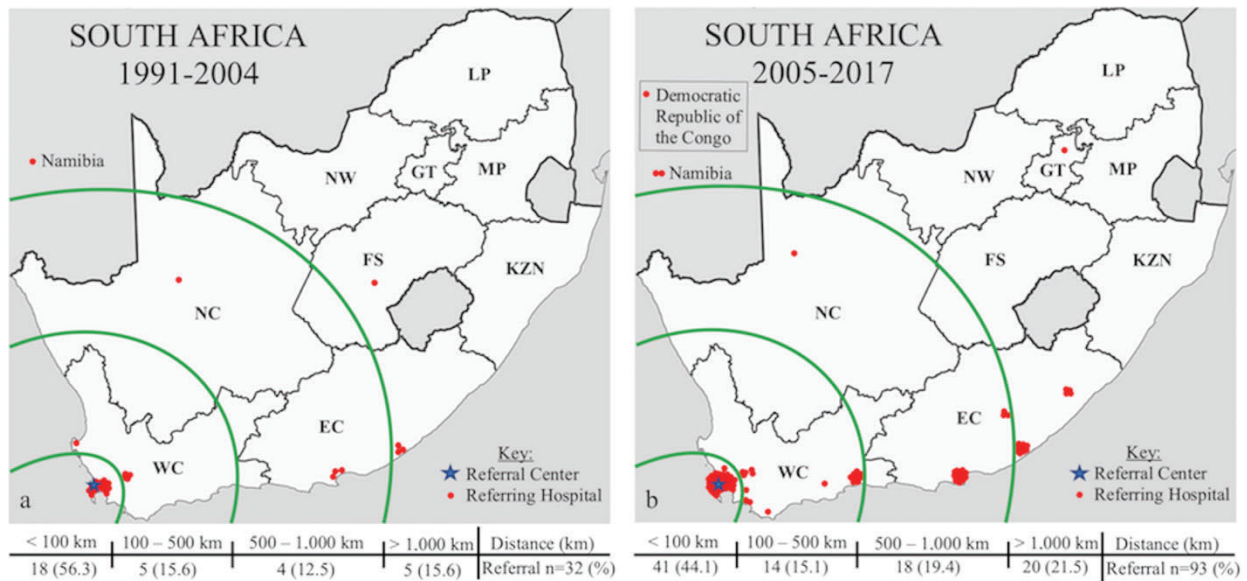 SOUTH AFRICA
1991-2004
LP
Namibia
NW
GT
MP
FS
KZN
NC
EC
WC
Key:
Referral Center
Referring Hospital
a
< 100 km 100 – 500 km 500 – 1.000 km > 1.000 km Distance (km)
18 (56.3) 5 (15.6) 4 (12.5) 5 (15.6) Referral n=32 (%)
SOUTH AFRICA
2005-2017
LP
Democratic
Republic of
the Congo
Namibia
NW
GT
MP
FS
KZN
NC
EC
WC
Key:
Referral Center
Referring Hospital
b
< 100 km 100 – 500 km 500 – 1.000 km > 1.000 km Distance (km)
41 (44.1) 14 (15.1) 18 (19.4) 20 (21.5) Referral n=93 (%)